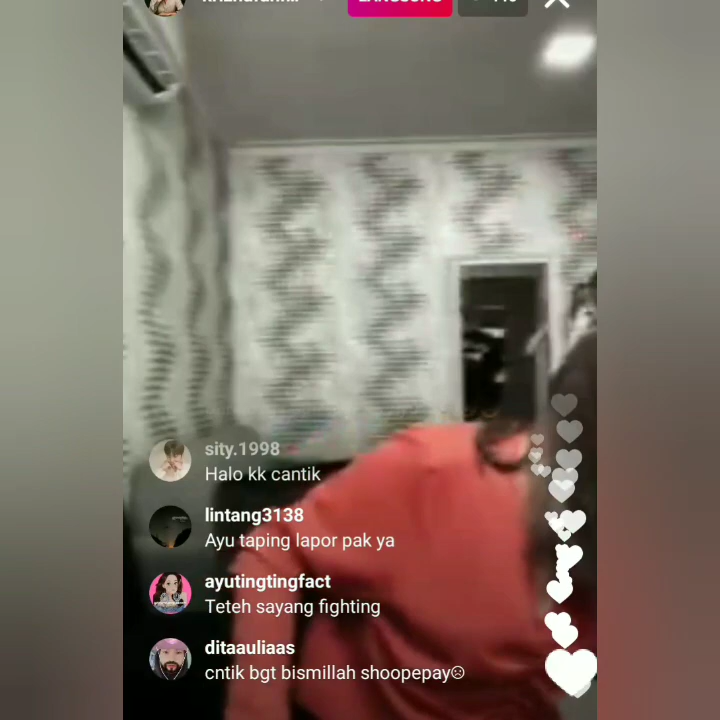 sity.1998
Halo kk cantik
lintang3138
Ayu taping lapor pak ya
ayutingtingfact
Teteh sayang fighting
ditaauliaas
cntik bgt bismillah shoopepay☹